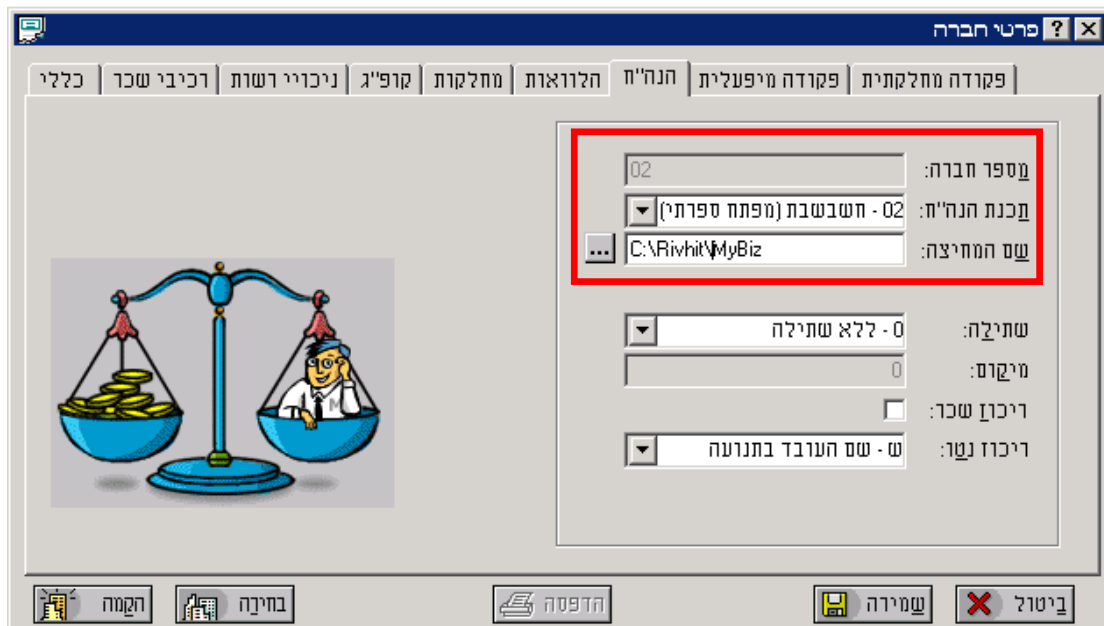 פרטי חברה
כללי
רכיבי שכר
ניכויי רשות
קופ"ג
מחלקות
הלוואות
הנה"ח
פקודה מיפעלית
פקודה מחלקתית
מספר חברה: 02
תכנת הנה"ח: 02 - חשבשבת (מפתח ספרתי)
שם המחיצה: C:\Rivhit\MyBiz ...
שתילה: 0 - ללא שתילה
מיקום: 0
ריכוז שכר:
ריכוז נטו: ש - שם העובד בתנועה
הקמה
בחירה
הדפסה
שמירה
ביטול